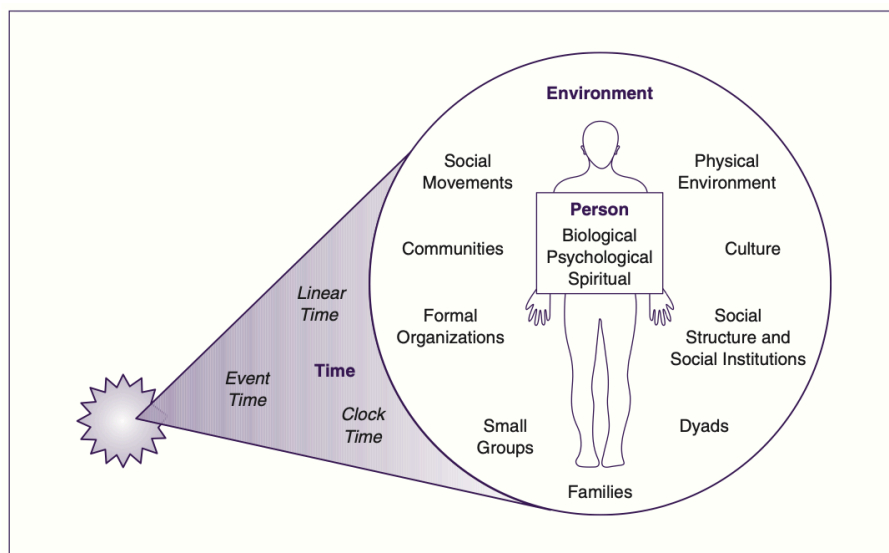 Environment
Social
Movements
Physical
Environment
Person
Biological
Psychological
Spiritual
Communities
Culture
Linear
Time
Formal
Organizations
Social
Structure and
Social Institutions
Time
Event
Time
Clock
Time
Small
Groups
Dyads
Families